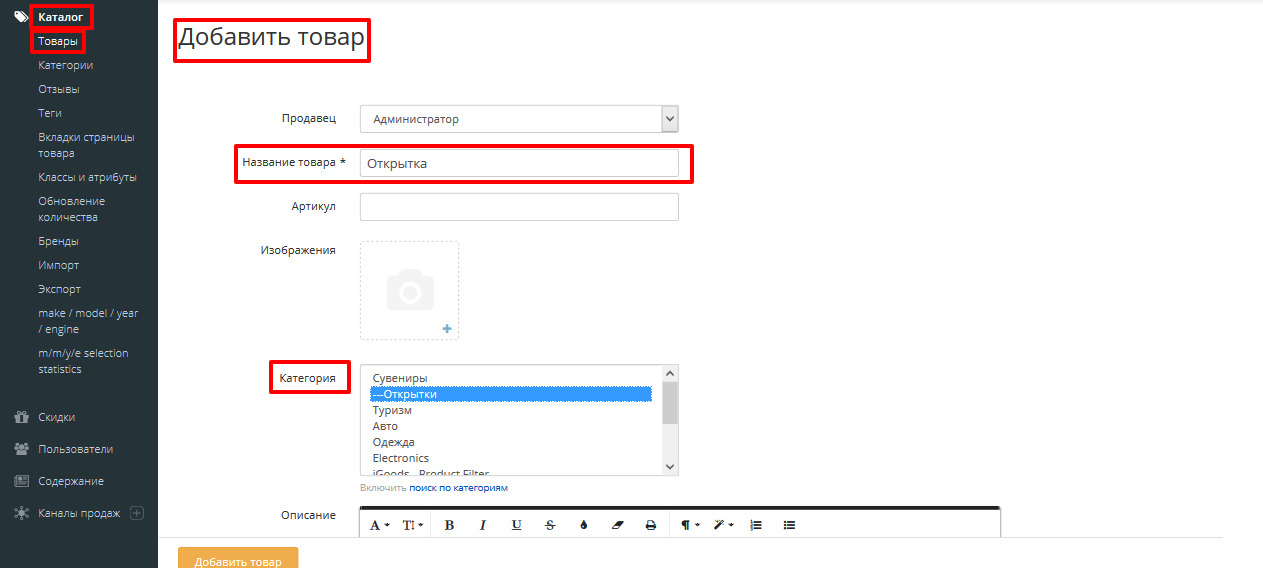 Каталог
Товары
Категории
Отзывы
Теги
Вкладки страницы
товара
Классы и атрибуты
Обновление
количества
Бренды
Импорт
Экспорт
make / model / year
/ engine
m/m/y/e selection
statistics
Скидки
Пользователи
Содержание
Каналы продаж
Добавить товар
Продавец
Администратор
Название товара *
Открытка
Артикул
Изображения
Категория
Сувениры
---Открытки
Туризм
Авто
Одежда
Electronics
iGoods - Product Filter
Включить поиск по категориям
Описание
A T B I U S
Добавить товар